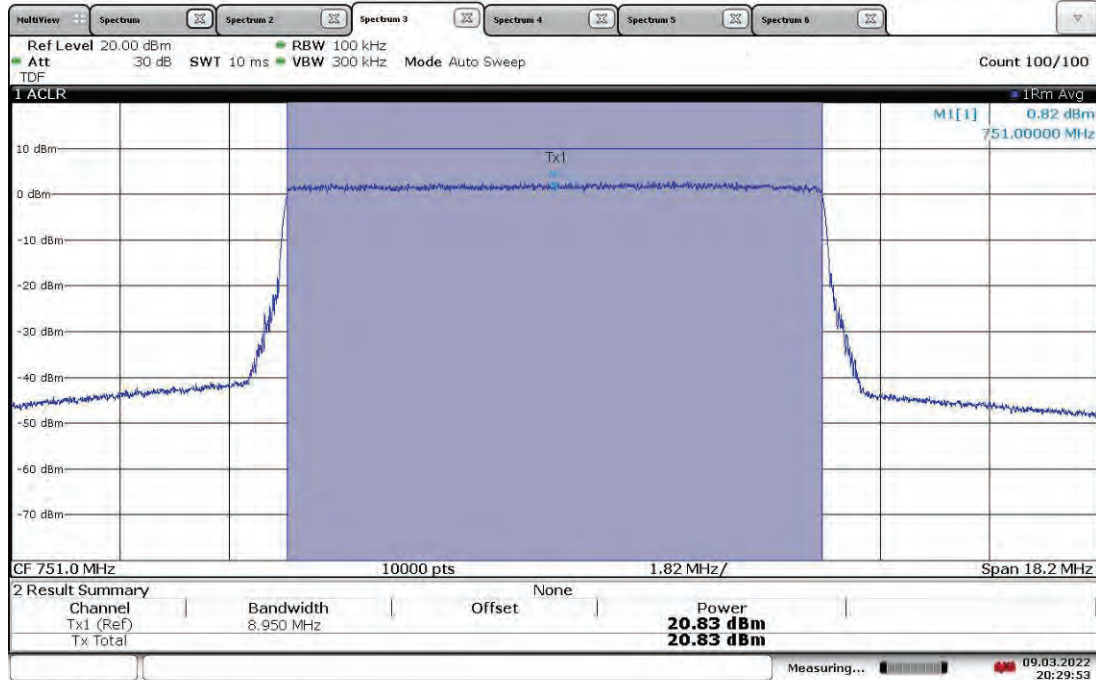 MultiView Spectrum Spectrum 2 Spectrum 3 Spectrum 4 Spectrum 5 Spectrum 6
Ref Level 20.00 dBm RBW 100 kHz
Att 30 dB SWT 10 ms VBW 300 kHz Mode Auto Sweep Count 100/100
TDF
1 ACLR 1Rm Avg
M1[1] 0.82 dBm
751.00000 MHz
10 dBm
Tx1
0 dBm
-10 dBm
-20 dBm
-30 dBm
-40 dBm
-50 dBm
-60 dBm
-70 dBm
CF 751.0 MHz 10000 pts 1.82 MHz/ Span 18.2 MHz
2 Result Summary None
Channel Bandwidth Offset Power
Tx1 (Ref) 8.950 MHz 20.83 dBm
Tx Total 20.83 dBm
Measuring... 09.03.2022
20:29:53